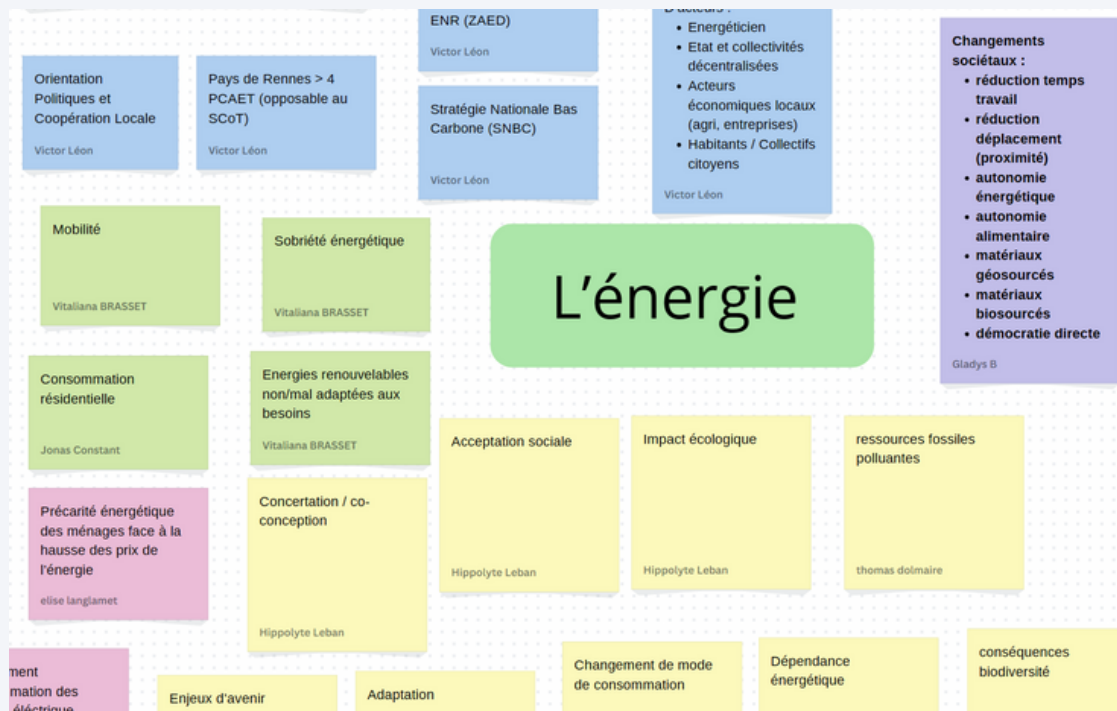 ENR (ZAED)
Victor Léon
D'acteurs :
• Energéticien
• Etat et collectivités
décentralisées
• Acteurs
économiques locaux
(agri, entreprises)
• Habitants / Collectifs
citoyens
Victor Léon
Changements
sociétaux :
• réduction temps
travail
• réduction
déplacement
(proximité)
• autonomie
énergétique
• autonomie
alimentaire
• matériaux
géosourcés
• matériaux
biosourcés
• démocratie directe
Gladys B
Orientation
Politiques et
Coopération Locale
Victor Léon
Pays de Rennes > 4
PCAET (opposable au
SCoT)
Victor Léon
Stratégie Nationale Bas
Carbone (SNBC)
Victor Léon
Mobilité
Vitaliana BRASSET
Sobriété énergétique
Vitaliana BRASSET
L'énergie
Consommation
résidentielle
Jonas Constant
Energies renouvelables
non/mal adaptées aux
besoins
Vitaliana BRASSET
Acceptation sociale
Hippolyte Leban
Impact écologique
Hippolyte Leban
ressources fossiles
polluantes
thomas dolmaire
Précarité énergétique
des ménages face à la
hausse des prix de
l'énergie
elise langlamet
Concertation / co-
conception
Hippolyte Leban
ment
mation des
électrique
Enjeux d'avenir
Adaptation
Changement de mode
de consommation
Dépendance
énergétique
conséquences
biodiversité